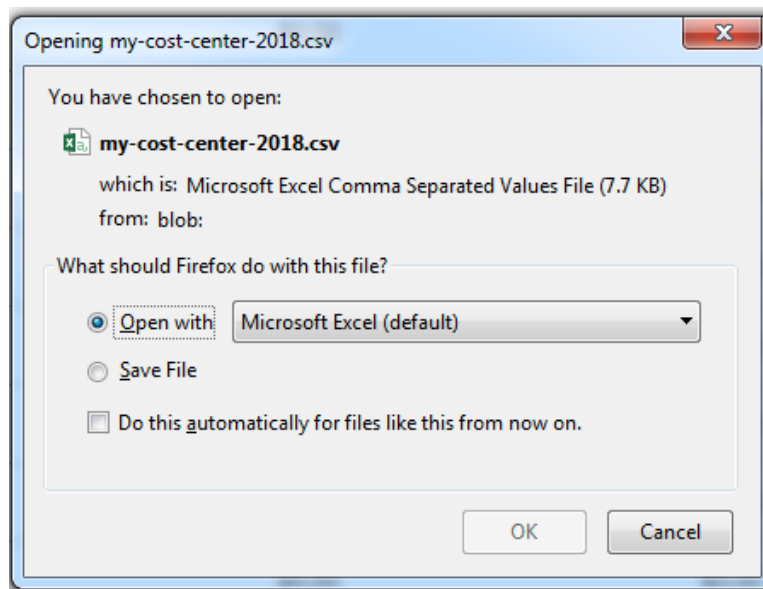 Opening my-cost-center-2018.csv
You have chosen to open:
my-cost-center-2018.csv
which is: Microsoft Excel Comma Separated Values File (7.7 KB)
from: blob:
What should Firefox do with this file?
Open with Microsoft Excel (default)
Save File
Do this automatically for files like this from now on.
OK Cancel